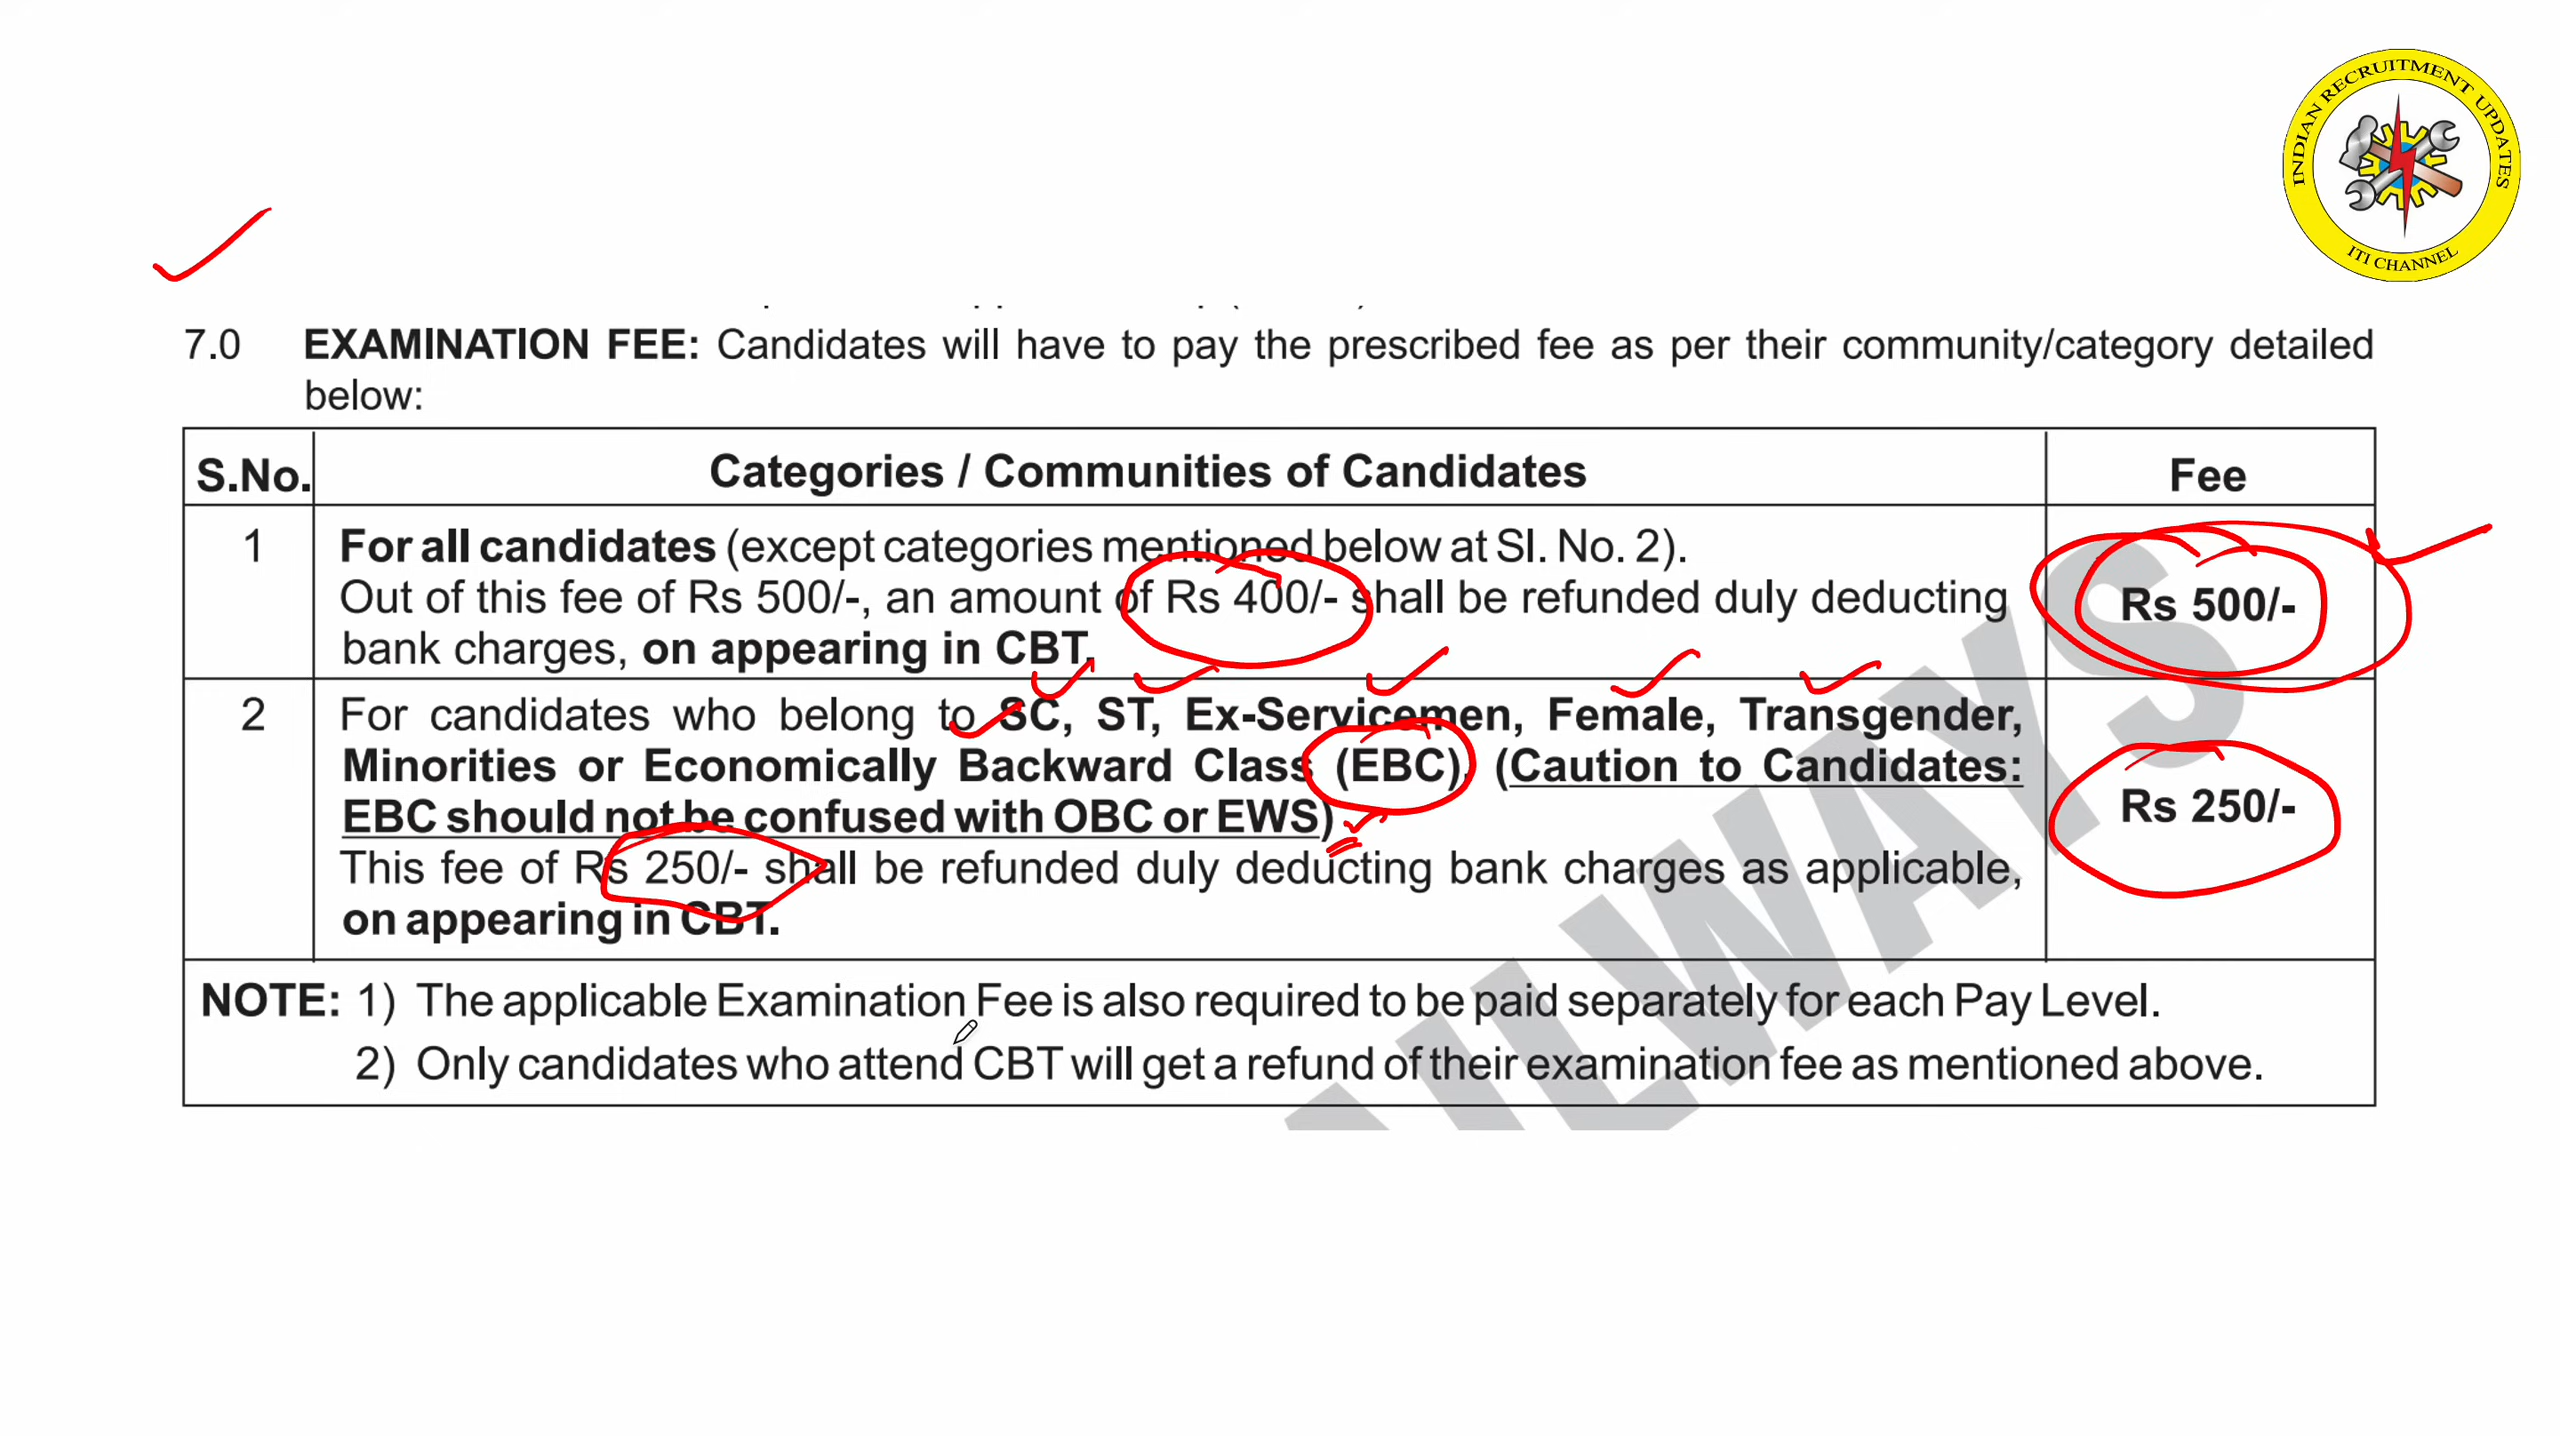 INDIAN RECRUITMENT UPDATES
ITI CHANNEL
7.0 EXAMINATION FEE: Candidates will have to pay the prescribed fee as per their community/category detailed
below:
S.No. Categories / Communities of Candidates Fee
1 For all candidates (except categories mentioned below at Sl. No. 2).
Out of this fee of Rs 500/-, an amount of Rs 400/- shall be refunded duly deducting
bank charges, on appearing in CBT.
Rs 500/-
2 For candidates who belong to SC, ST, Ex-Servicemen, Female, Transgender,
Minorities or Economically Backward Class (EBC). (Caution to Candidates:
EBC should not be confused with OBC or EWS)
This fee of Rs 250/- shall be refunded duly deducting bank charges as applicable,
on appearing in CBT.
Rs 250/-
NOTE: 1) The applicable Examination Fee is also required to be paid separately for each Pay Level.
2) Only candidates who attend CBT will get a refund of their examination fee as mentioned above.
ILWAYS